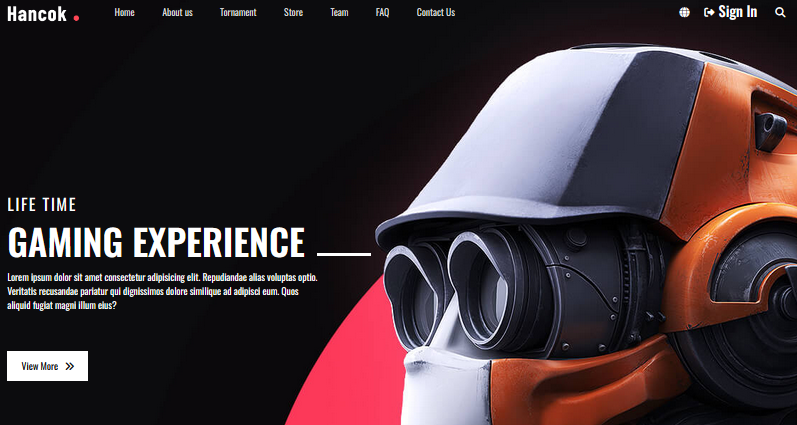 Hancok
Home About us Tornament Store Team FAQ Contact Us
Sign In
LIFE TIME
GAMING EXPERIENCE
Lorem ipsum dolor sit amet consectetur adipisicing elit. Repudiandae alias voluptas optio.
Veritatis recusandae pariatur qui dignissimos dolore similique ad adipisci eum. Quos
aliquid fugiat magni illum eius?
View More